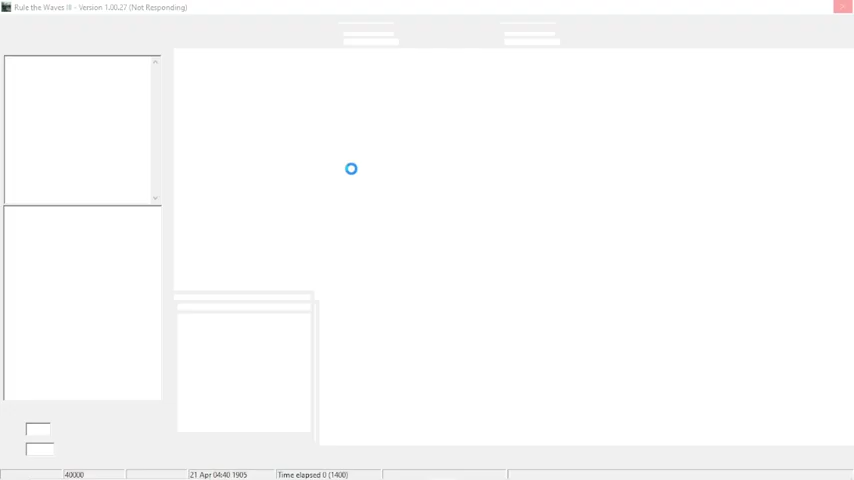 Rule the Waves III - Version 1.00.27 (Not Responding)
40000 21 Apr 04:40 1905 Time elapsed 0 (1400)